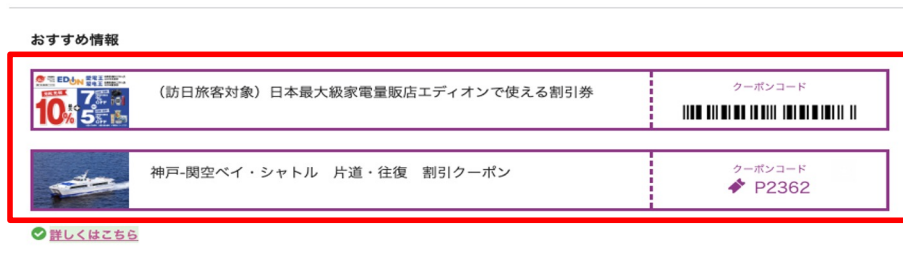 おすすめ情報
EDION
10%
7%
5%
（訪日旅客対象）日本最大級家電量販店エディオンで使える割引券
クーポンコード
神戸-関空ベイ・シャトル　片道・往復　割引クーポン
クーポンコード
P2362
詳しくはこちら